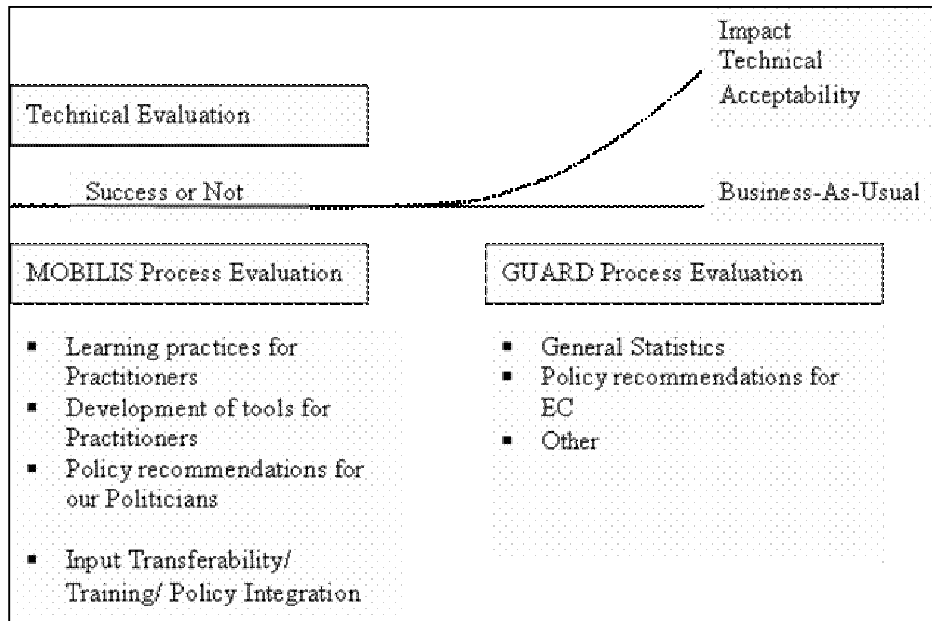 Impact
Technical
Acceptability
Technical Evaluation
Success or Not
Business-As-Usual
MOBILIS Process Evaluation
▪ Learning practices for
Practitioners
▪ Development of tools for
Practitioners
▪ Policy recommendations for
our Politicians
▪ Input Transferability/
Training/ Policy Integration
GUARD Process Evaluation
▪ General Statistics
▪ Policy recommendations for
EC
▪ Other